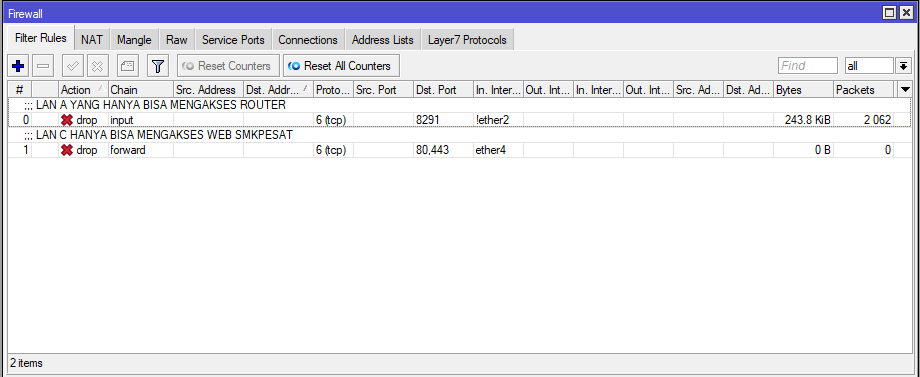 Firewall
Filter Rules NAT Mangle Raw Service Ports Connections Address Lists Layer7 Protocols
Reset Counters Reset All Counters Find all
# Action Chain Src. Address Dst. Addr... Proto... Src. Port Dst. Port In. Inter... Out. Int... In. Inter... Out. Int... Src. Ad... Dst. Ad... Bytes Packets
;;; LAN A YANG HANYA BISA MENGAKSES ROUTER
0 drop input 6 (tcp) 8291 !ether2 243.8 KiB 2 062
;;; LAN C HANYA BISA MENGAKSES WEB SMKPESAT
1 drop forward 6 (tcp) 80,443 ether4 0 B 0
2 items